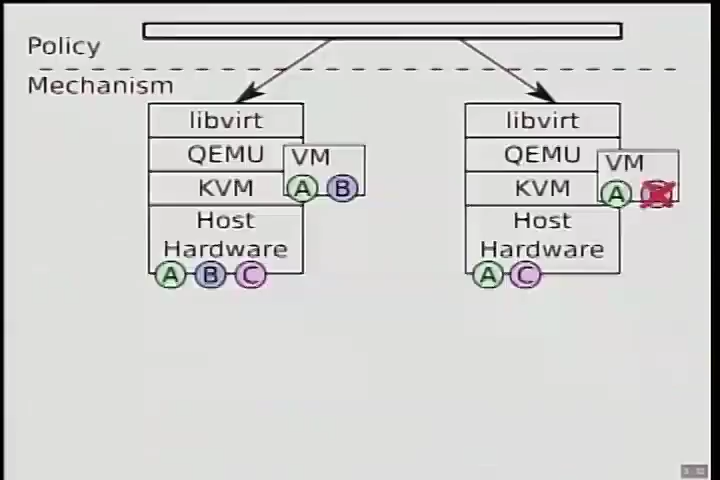 Policy
Mechanism
libvirt
QEMU
VM
KVM
A B
Host
Hardware
A B C
libvirt
QEMU
VM
KVM
A
Host
Hardware
A C